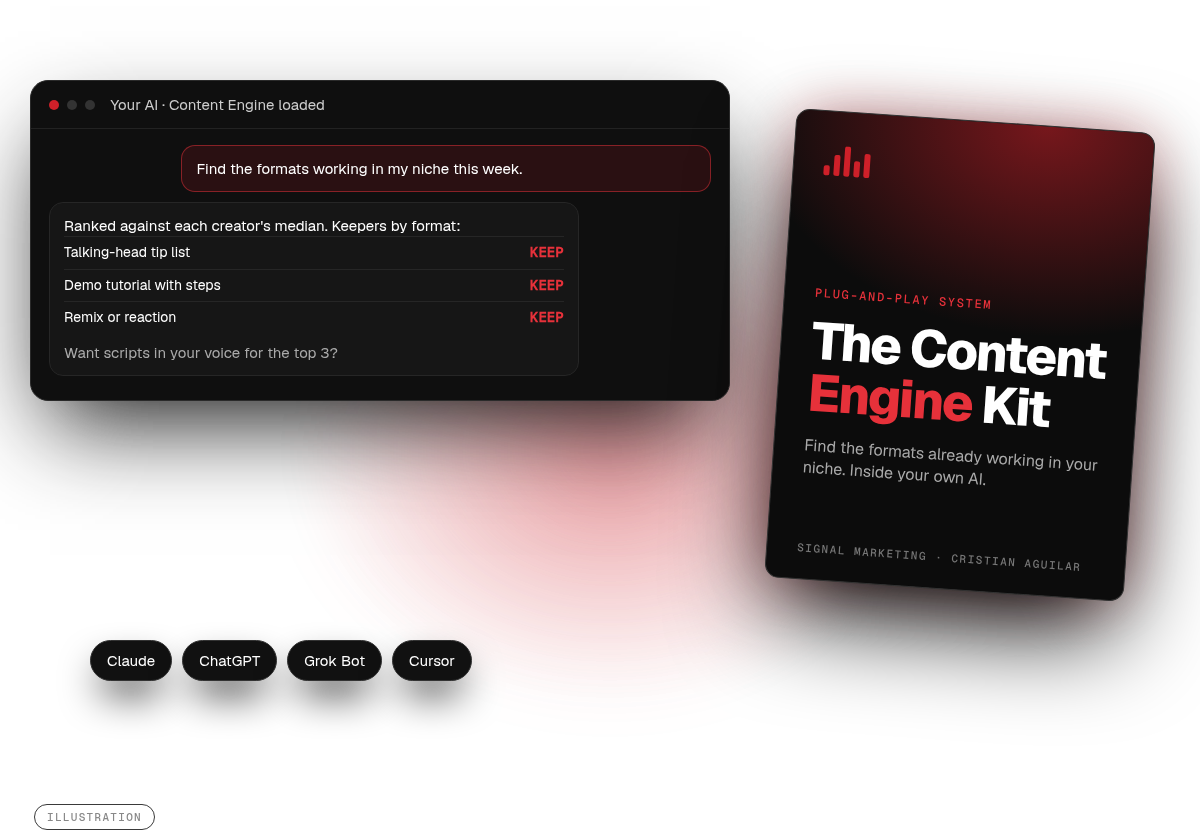 Your AI · Content Engine loaded
Find the formats working in my niche this week.
Ranked against each creator's median. Keepers by format:
Talking-head tip list KEEP
Demo tutorial with steps KEEP
Remix or reaction KEEP
Want scripts in your voice for the top 3?
PLUG-AND-PLAY SYSTEM
The Content
Engine Kit
Find the formats already working in your
niche. Inside your own AI.
SIGNAL MARKETING · CRISTIAN AGUILAR
Claude
ChatGPT
Grok Bot
Cursor
ILLUSTRATION